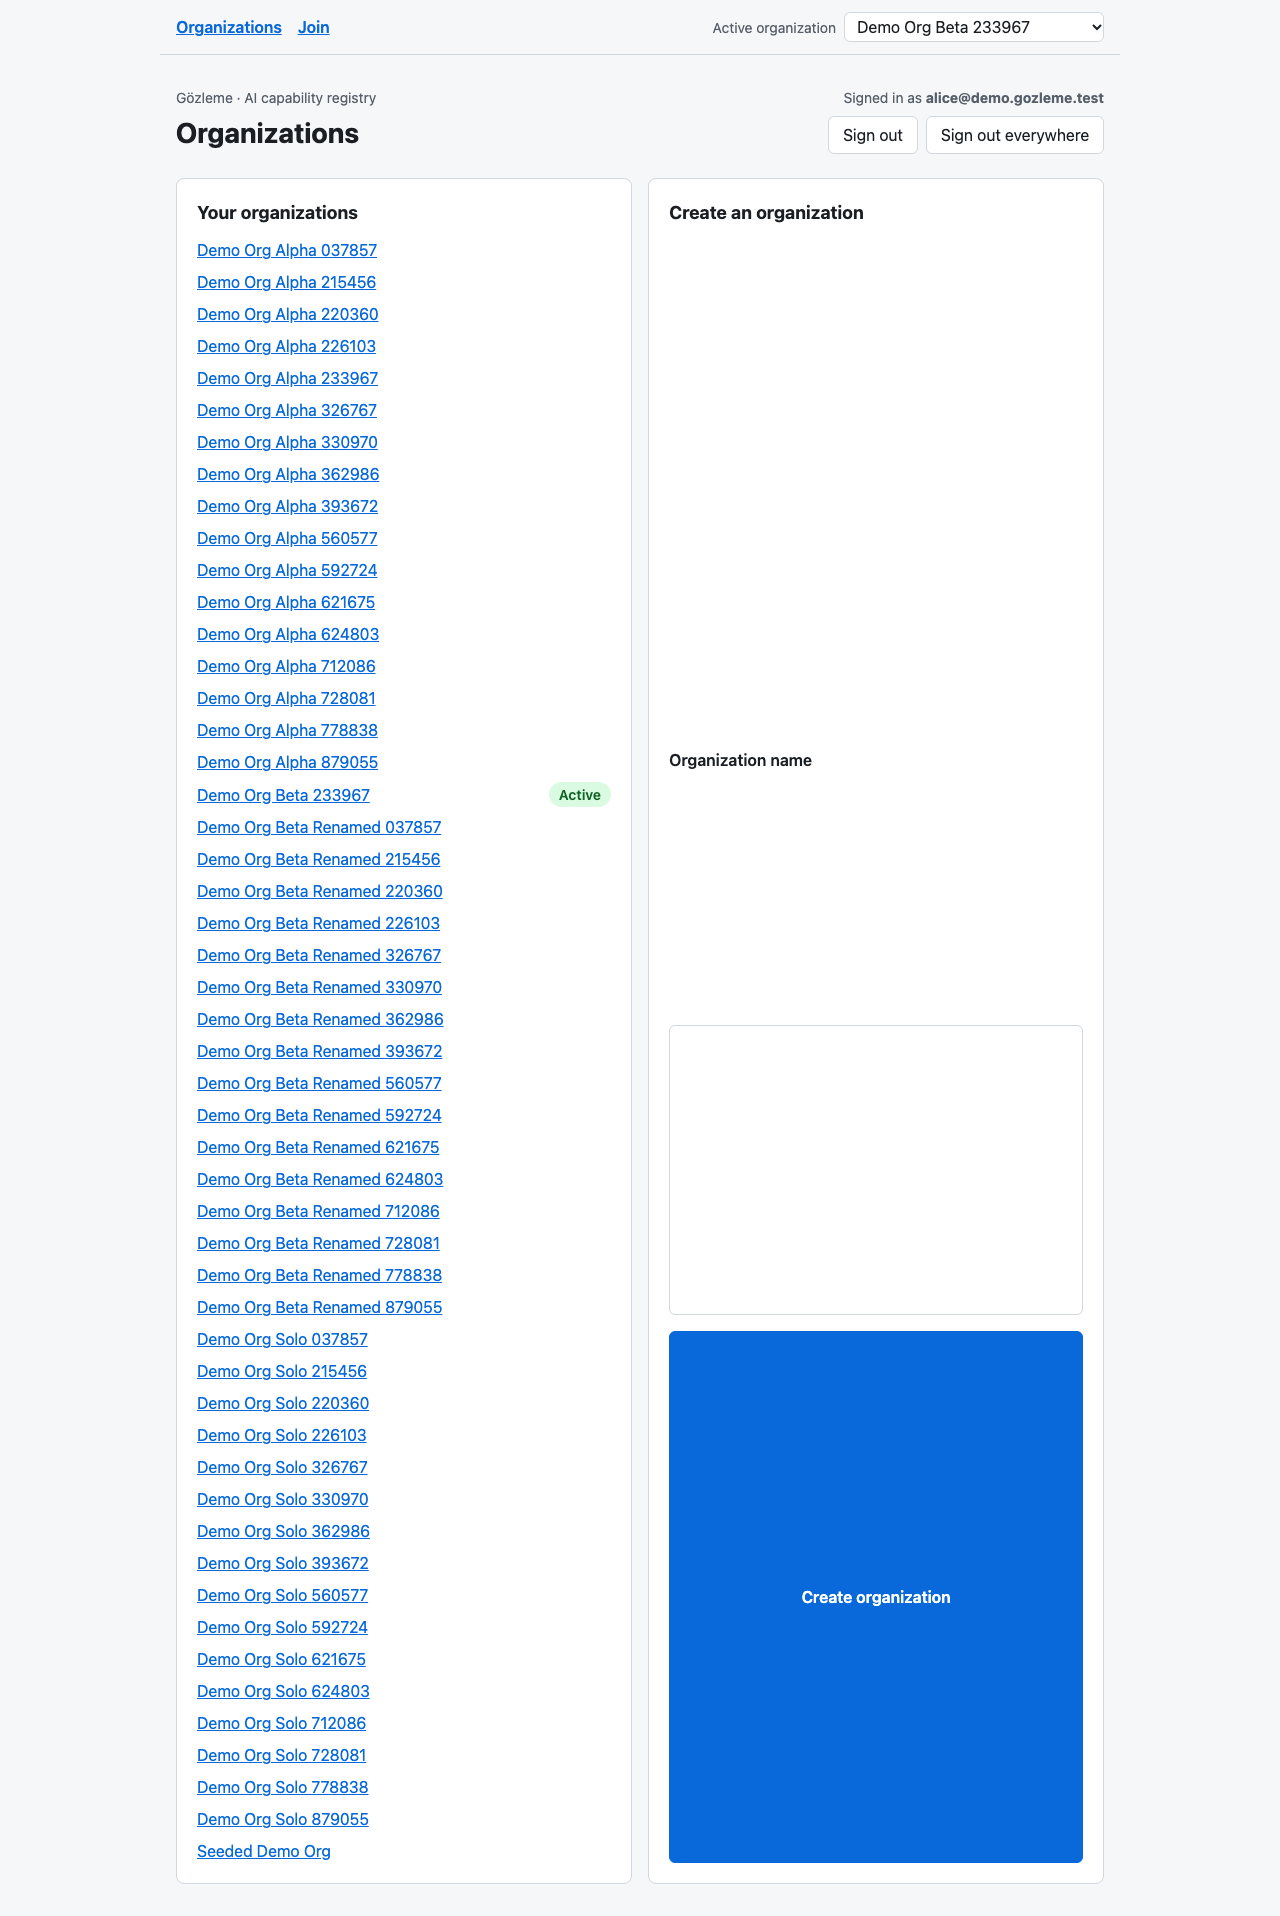 Organizations Join Active organization Demo Org Beta 233967
Gözleme · AI capability registry
Signed in as alice@demo.gozleme.test
Organizations
Sign out Sign out everywhere
Your organizations
Demo Org Alpha 037857
Demo Org Alpha 215456
Demo Org Alpha 220360
Demo Org Alpha 226103
Demo Org Alpha 233967
Demo Org Alpha 326767
Demo Org Alpha 330970
Demo Org Alpha 362986
Demo Org Alpha 393672
Demo Org Alpha 560577
Demo Org Alpha 592724
Demo Org Alpha 621675
Demo Org Alpha 624803
Demo Org Alpha 712086
Demo Org Alpha 728081
Demo Org Alpha 778838
Demo Org Alpha 879055
Demo Org Beta 233967 Active
Demo Org Beta Renamed 037857
Demo Org Beta Renamed 215456
Demo Org Beta Renamed 220360
Demo Org Beta Renamed 226103
Demo Org Beta Renamed 326767
Demo Org Beta Renamed 330970
Demo Org Beta Renamed 362986
Demo Org Beta Renamed 393672
Demo Org Beta Renamed 560577
Demo Org Beta Renamed 592724
Demo Org Beta Renamed 621675
Demo Org Beta Renamed 624803
Demo Org Beta Renamed 712086
Demo Org Beta Renamed 728081
Demo Org Beta Renamed 778838
Demo Org Beta Renamed 879055
Demo Org Solo 037857
Demo Org Solo 215456
Demo Org Solo 220360
Demo Org Solo 226103
Demo Org Solo 326767
Demo Org Solo 330970
Demo Org Solo 362986
Demo Org Solo 393672
Demo Org Solo 560577
Demo Org Solo 592724
Demo Org Solo 621675
Demo Org Solo 624803
Demo Org Solo 712086
Demo Org Solo 728081
Demo Org Solo 778838
Demo Org Solo 879055
Seeded Demo Org
Create an organization
Organization name
Create organization